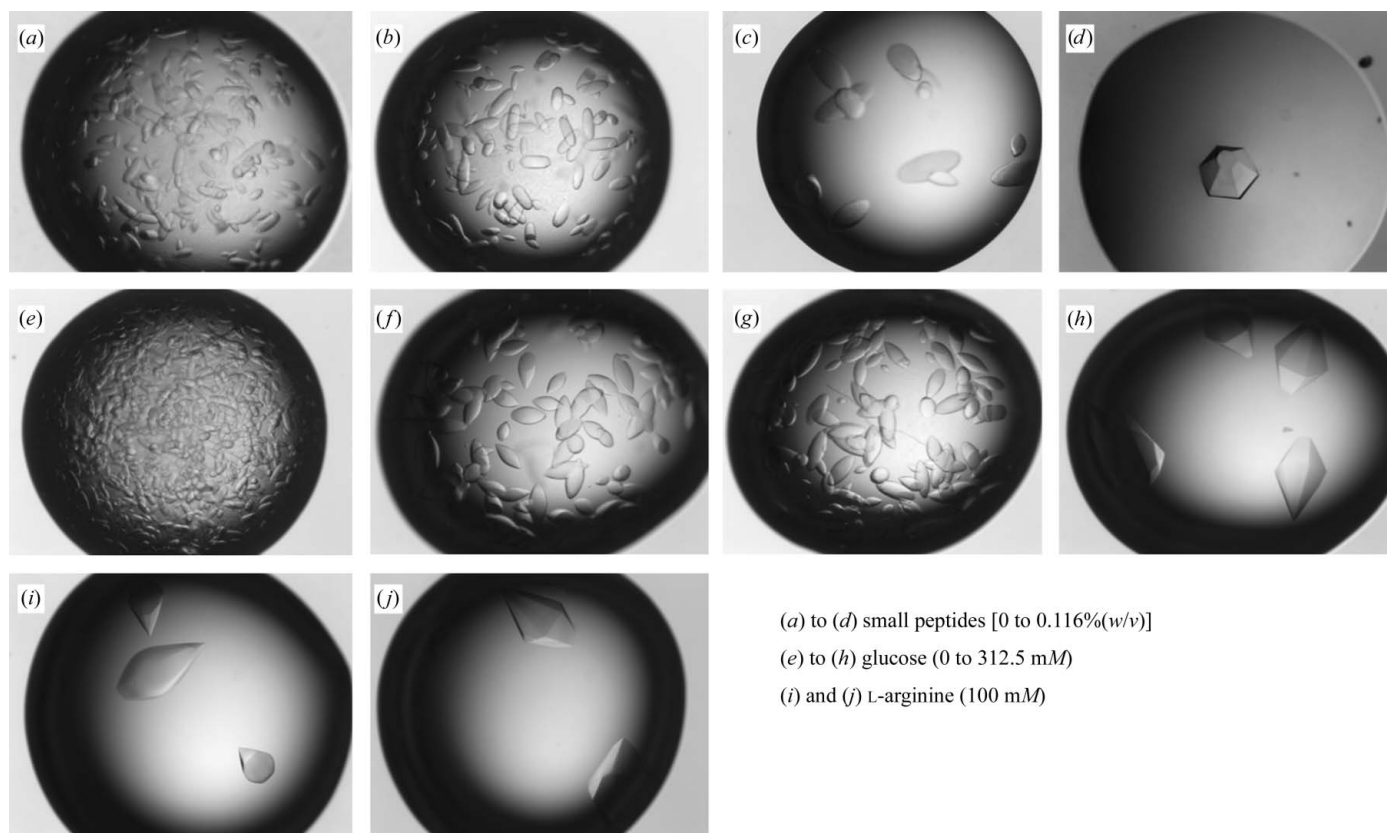 (a)
(b)
(c)
(d)
(e)
(f)
(g)
(h)
(i)
(j)
(a) to (d) small peptides [0 to 0.116%(w/v)]
(e) to (h) glucose (0 to 312.5 mM)
(i) and (j) L-arginine (100 mM)